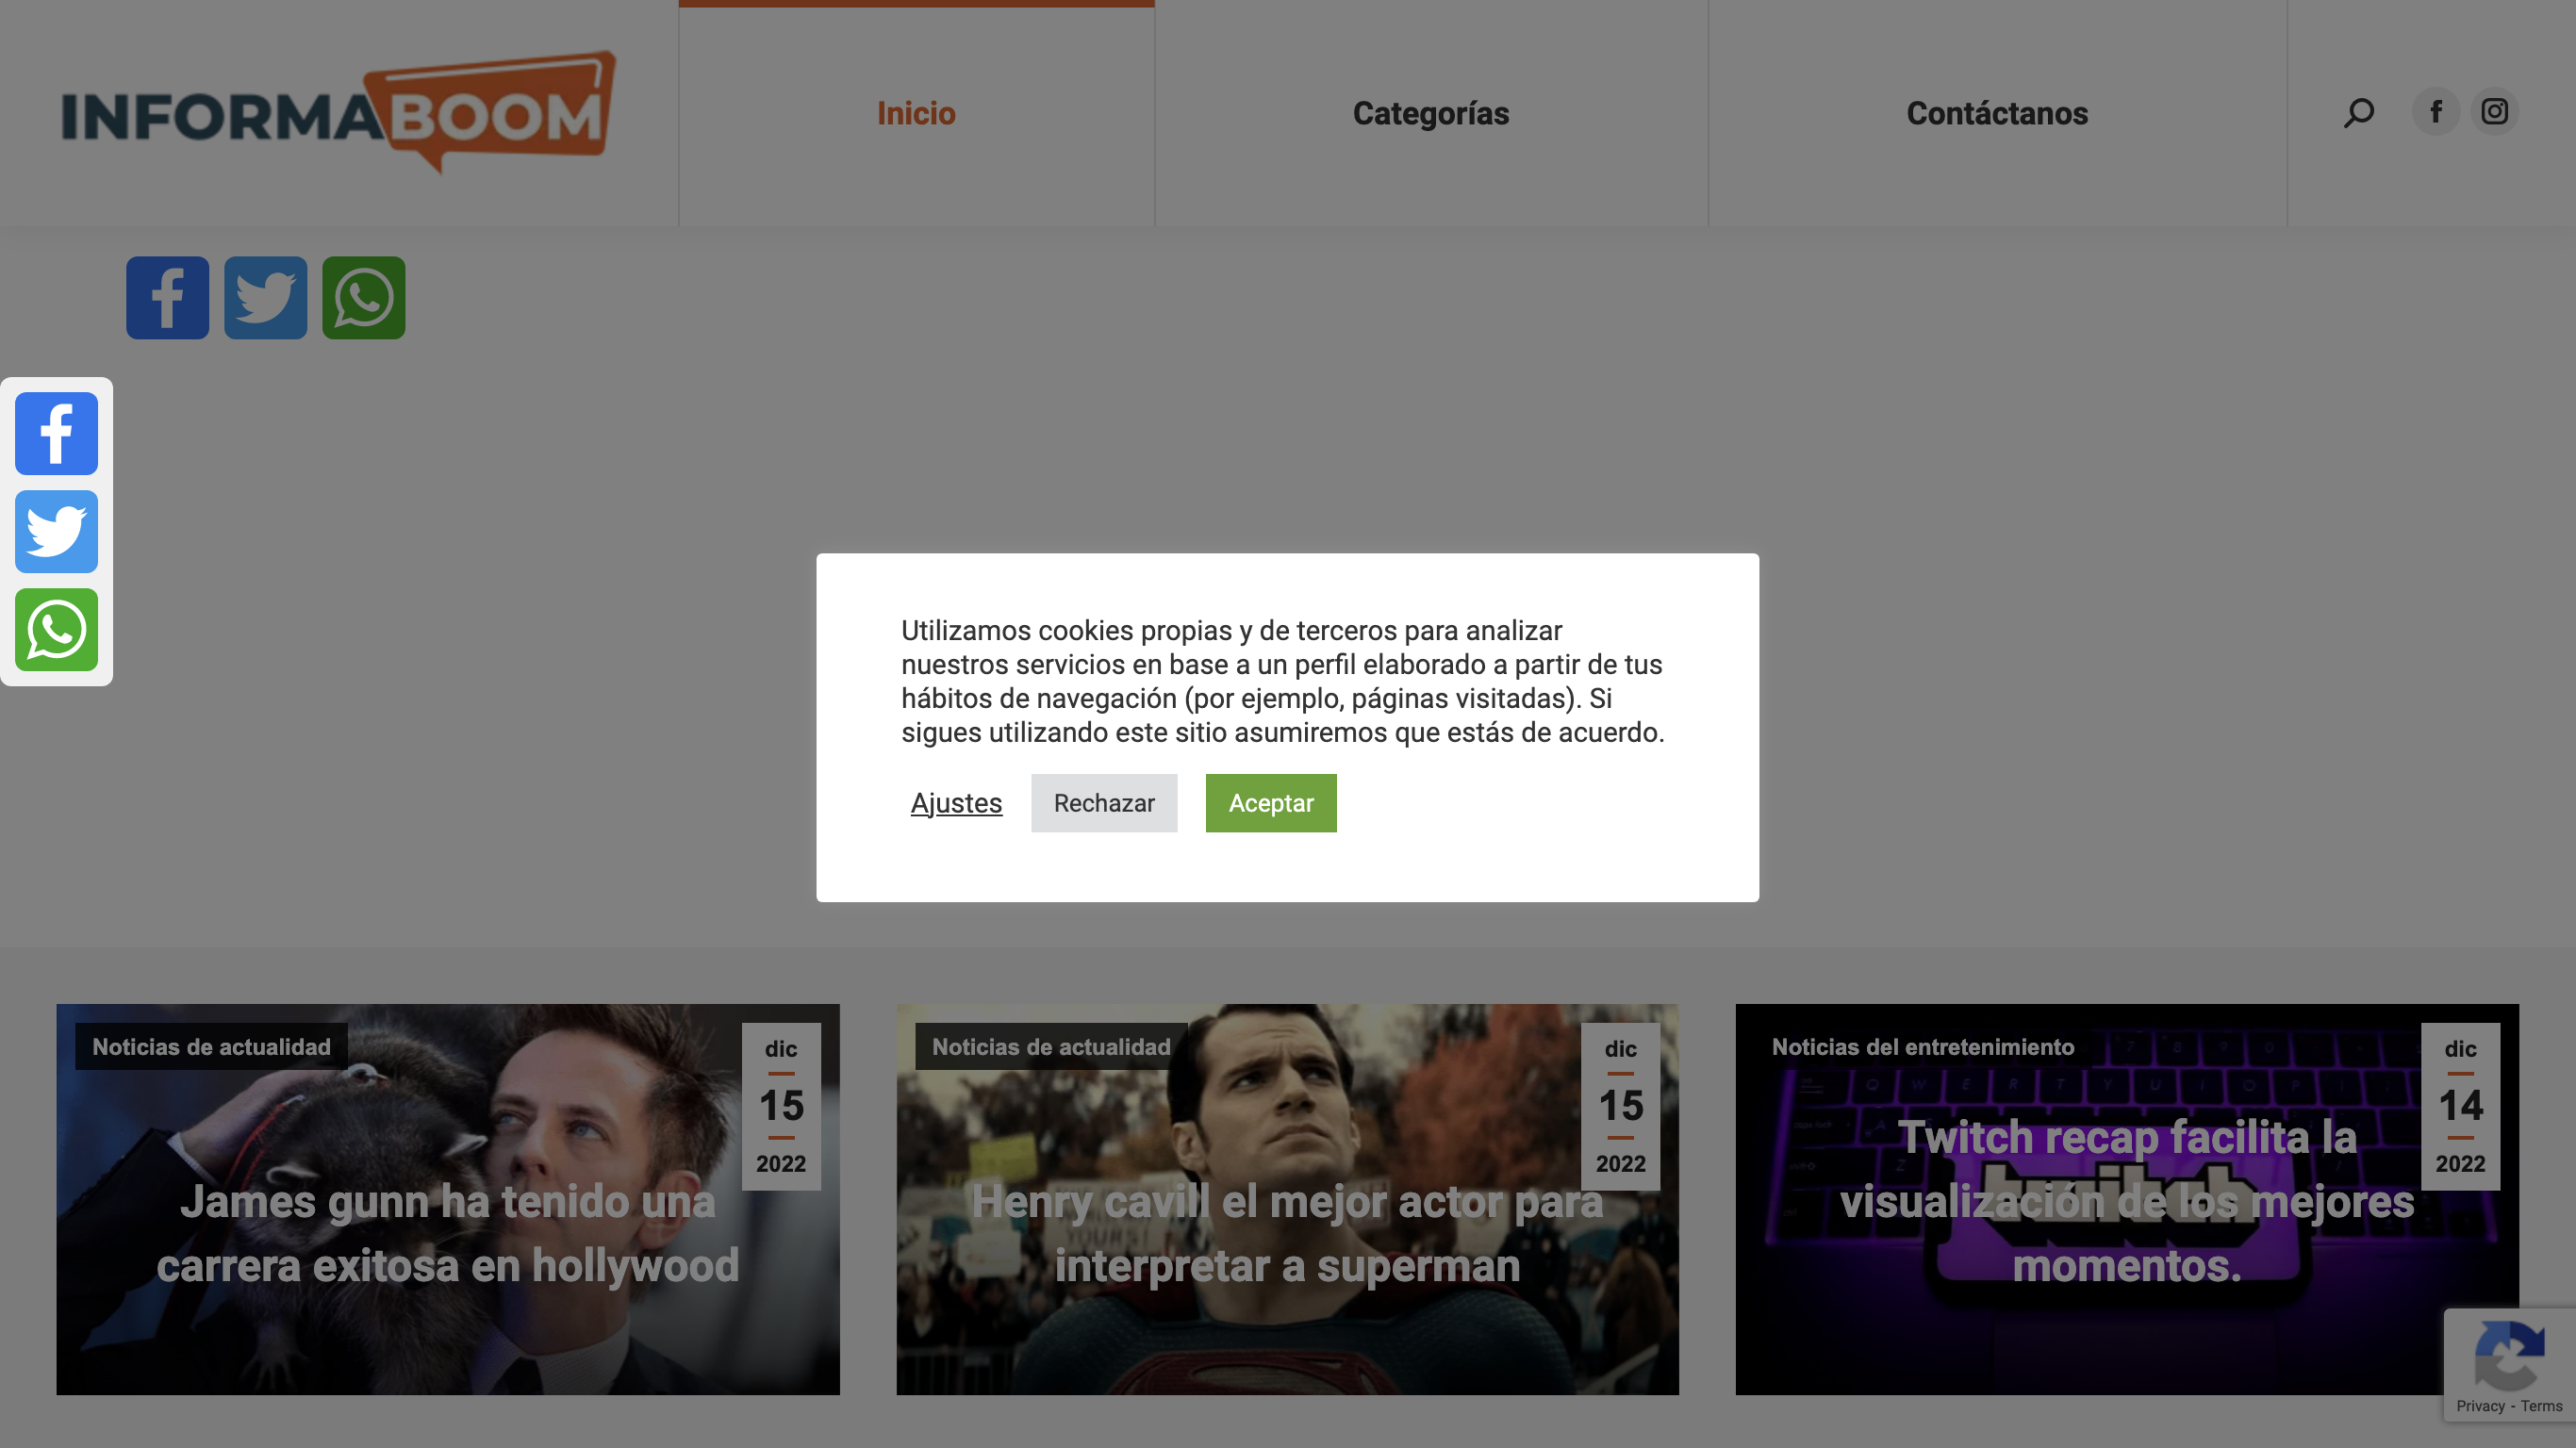 INFORMABOOM
Inicio
Categorías
Contáctanos
Utilizamos cookies propias y de terceros para analizar
nuestros servicios en base a un perfil elaborado a partir de tus
hábitos de navegación (por ejemplo, páginas visitadas). Si
sigues utilizando este sitio asumiremos que estás de acuerdo.
Ajustes
Rechazar
Aceptar
Noticias de actualidad
dic
15
2022
James gunn ha tenido una
carrera exitosa en hollywood
Noticias de actualidad
dic
15
2022
Henry cavill el mejor actor para
interpretar a superman
Noticias del entretenimiento
dic
14
2022
Twitch recap facilita la
visualización de los mejores
momentos.
twitch
Privacy - Terms